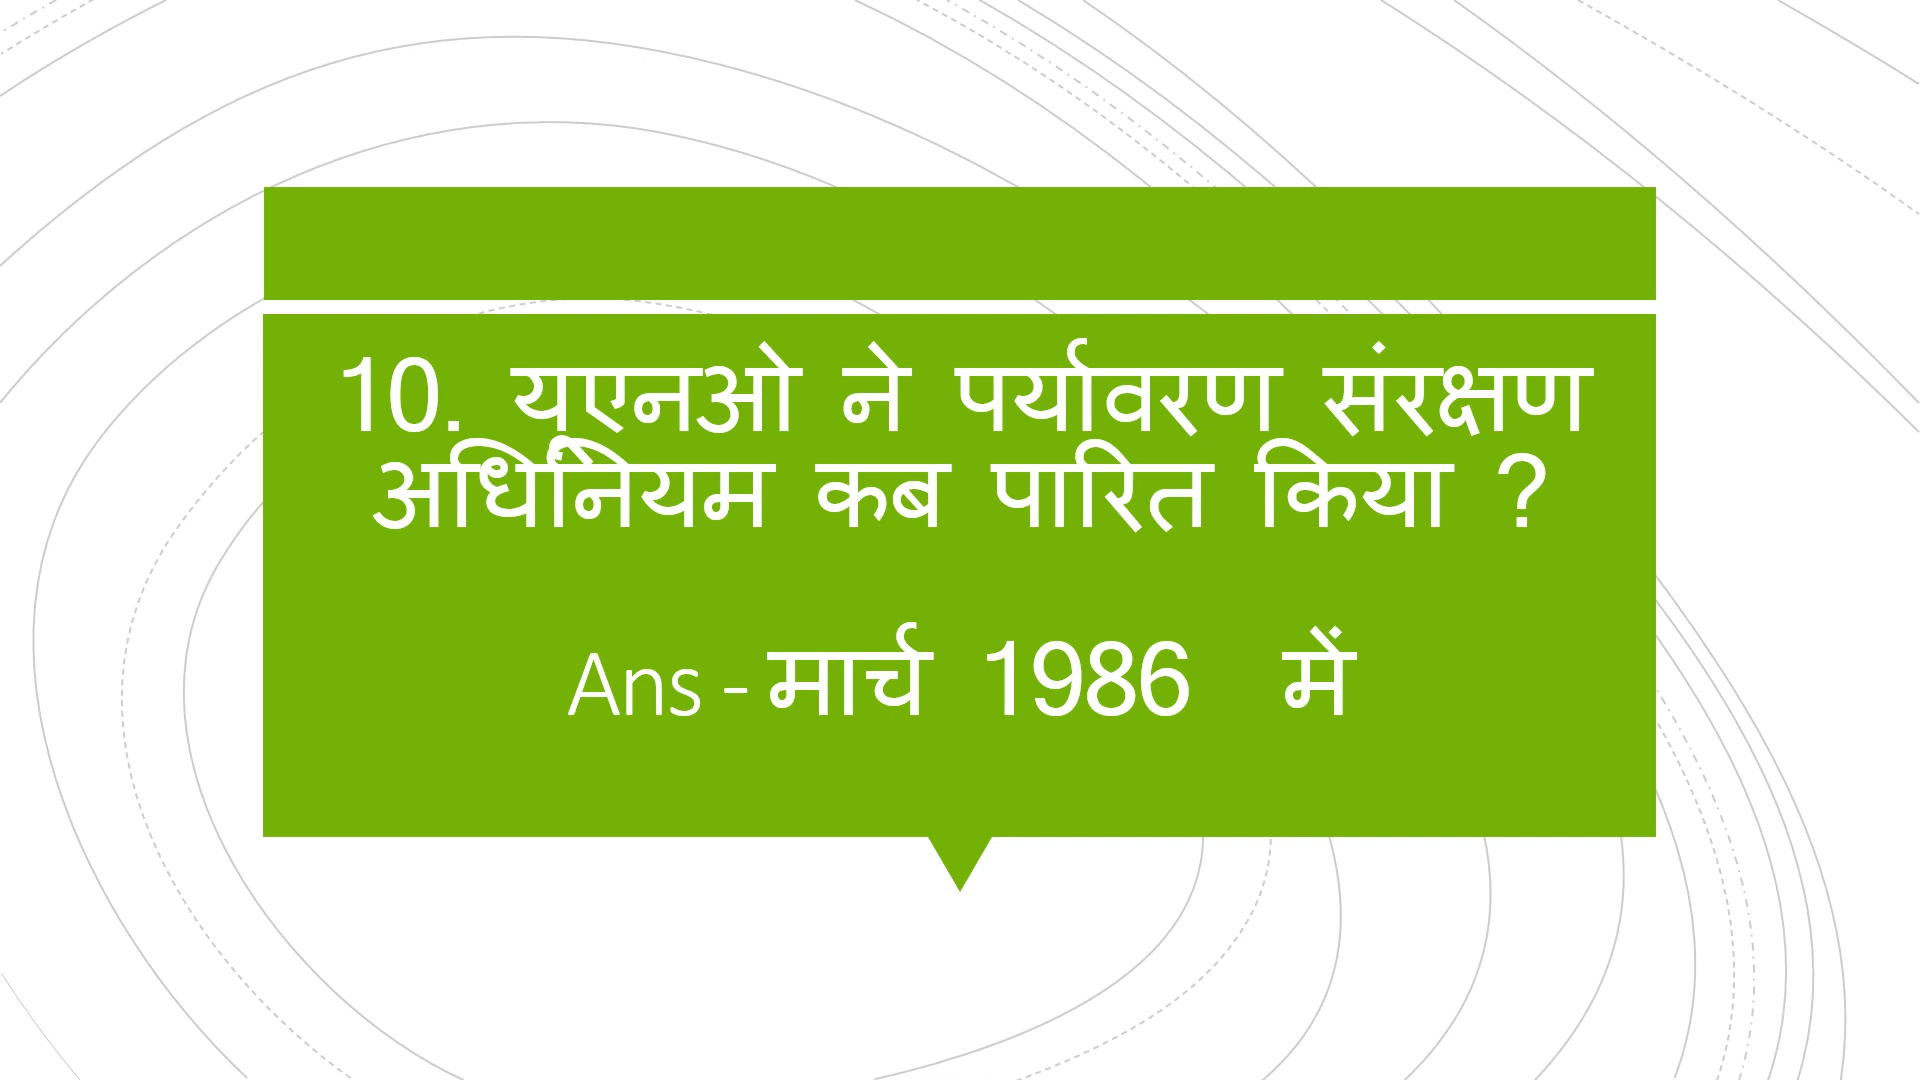 10. यूएनओ ने पर्यावरण संरक्षण
अधिनियम कब पारित किया ?
Ans - मार्च 1986 में